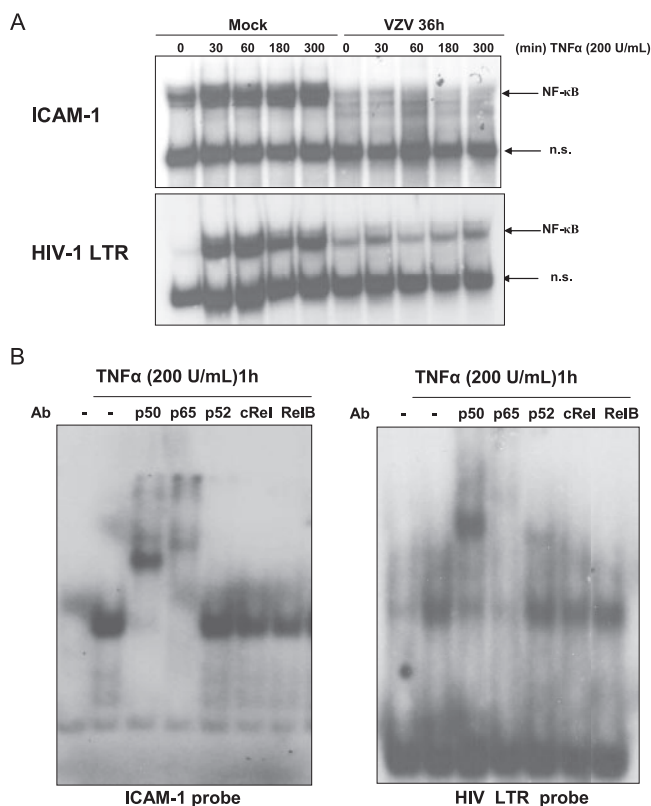 A
Mock VZV 36h
0 30 60 180 300 0 30 60 180 300 (min) TNFα (200 U/mL)
NF-κB
ICAM-1
n.s.
NF-κB
HIV-1 LTR
n.s.
B
TNFα (200 U/mL)1h TNFα (200 U/mL)1h
Ab - - p50 p65 p52 cRel RelB Ab - - p50 p65 p52 cRel RelB
ICAM-1 probe HIV LTR probe